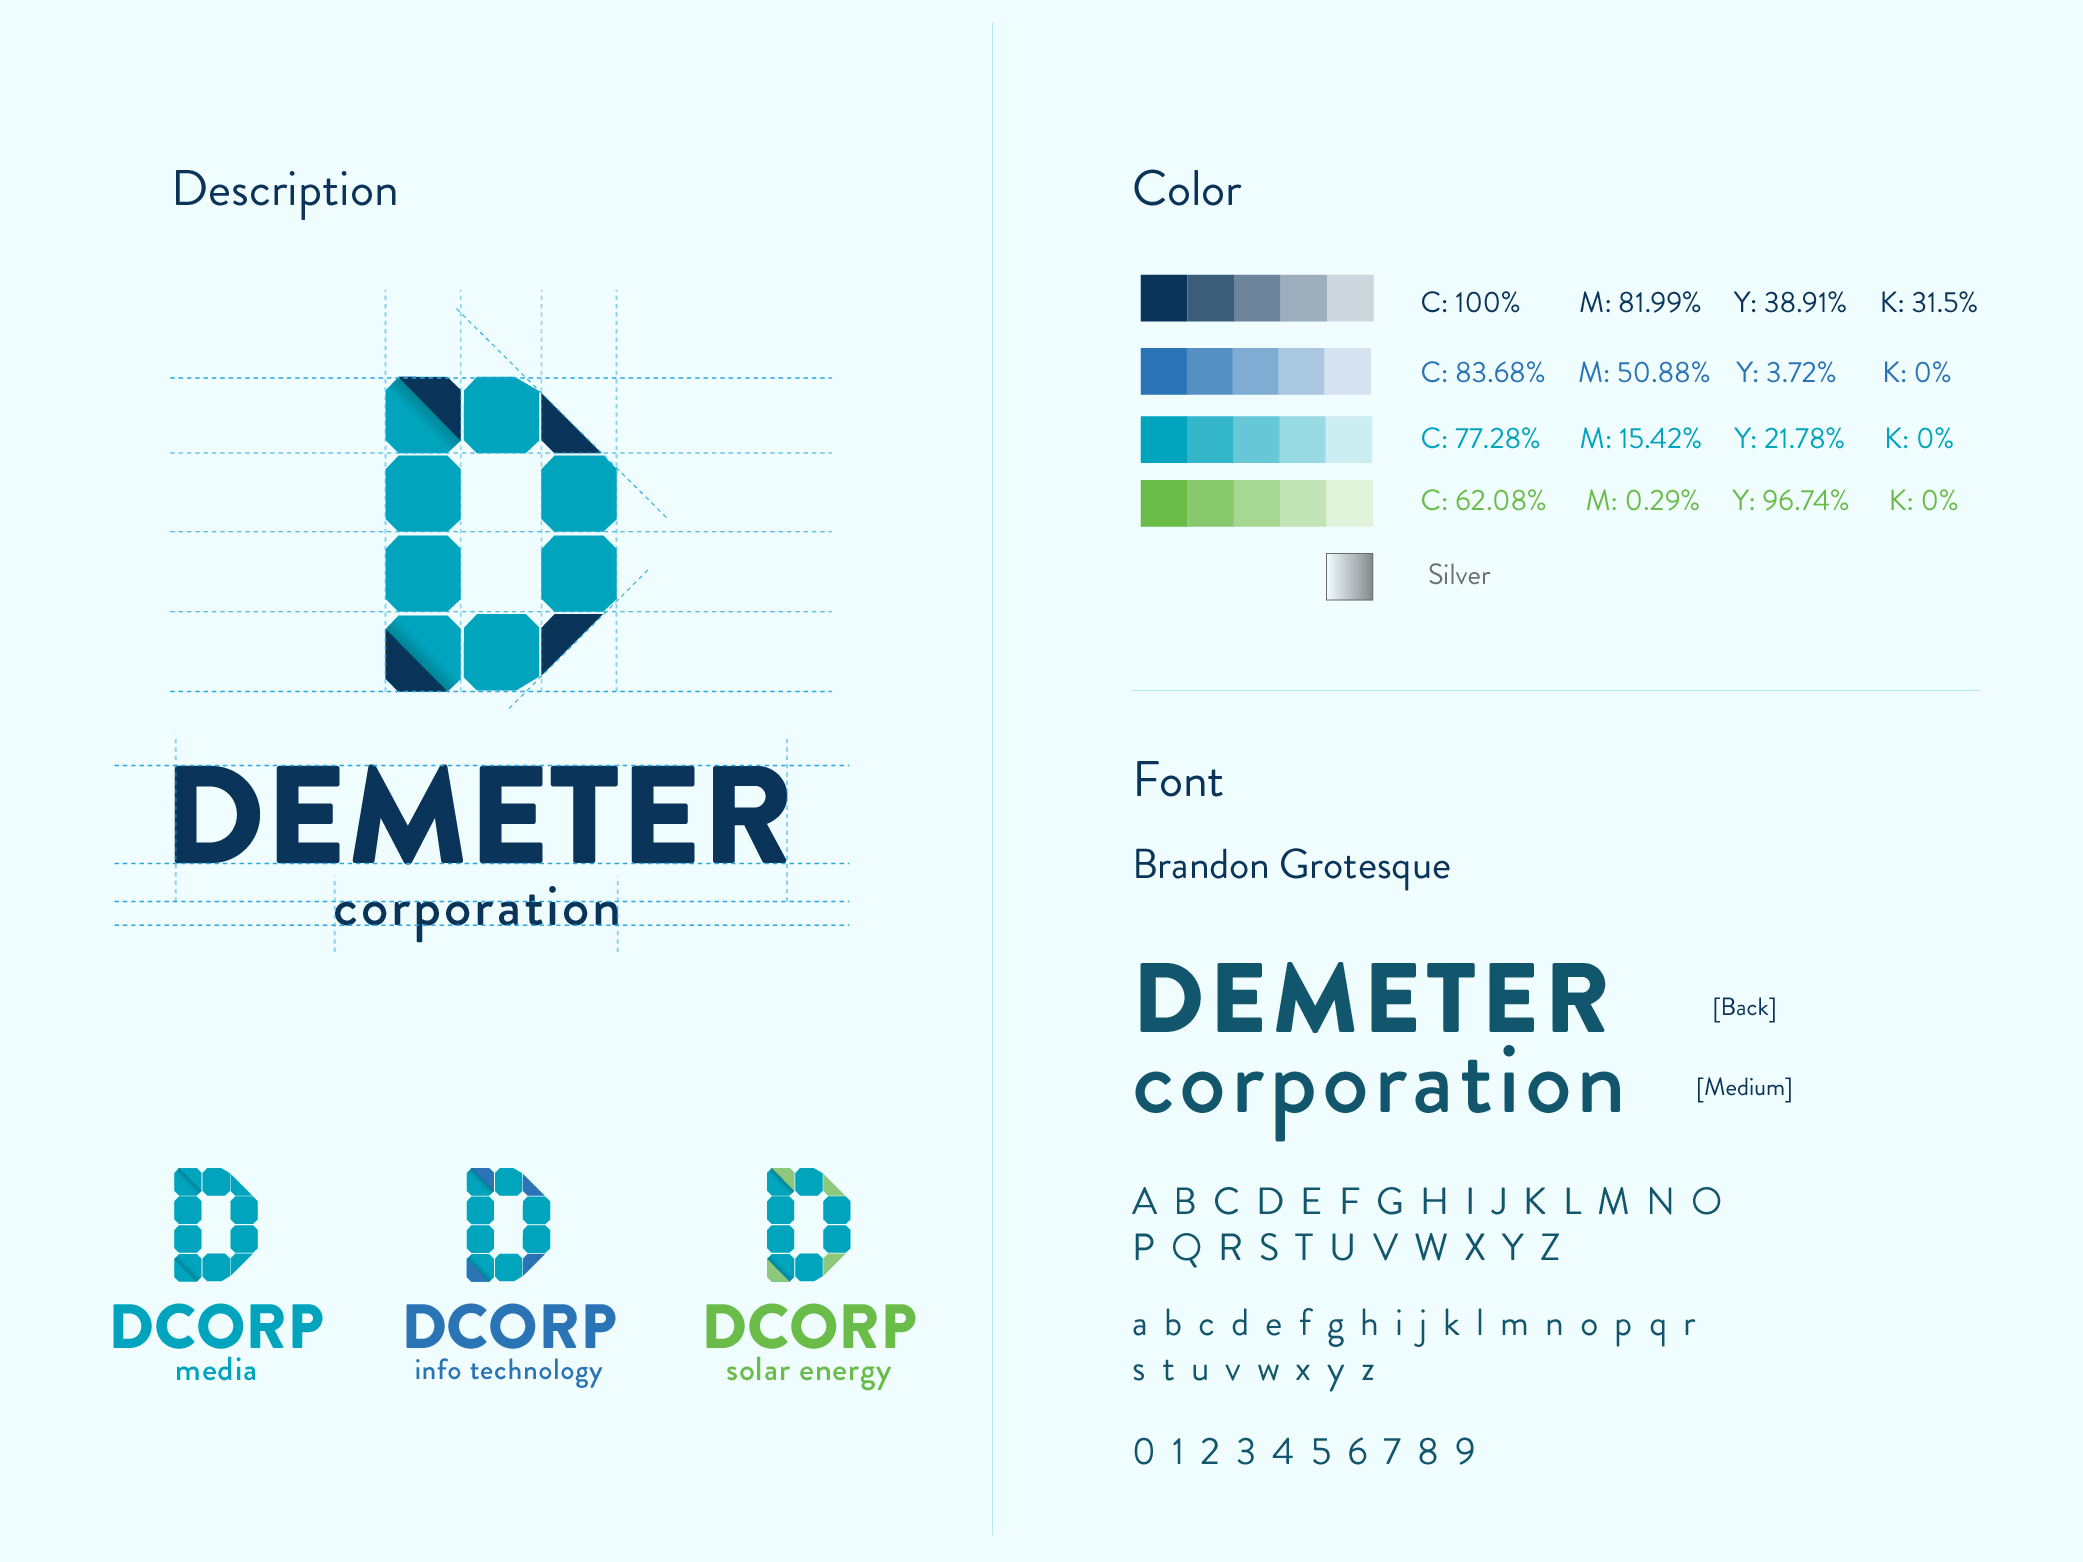 Description
DEMETER
corporation
DCORP
media
DCORP
info technology
DCORP
solar energy
Color
C: 100% M: 81.99% Y: 38.91% K: 31.5%
C: 83.68% M: 50.88% Y: 3.72% K: 0%
C: 77.28% M: 15.42% Y: 21.78% K: 0%
C: 62.08% M: 0.29% Y: 96.74% K: 0%
Silver
Font
Brandon Grotesque
DEMETER [Back]
corporation [Medium]
A B C D E F G H I J K L M N O
P Q R S T U V W X Y Z
a b c d e f g h i j k l m n o p q r
s t u v w x y z
0 1 2 3 4 5 6 7 8 9